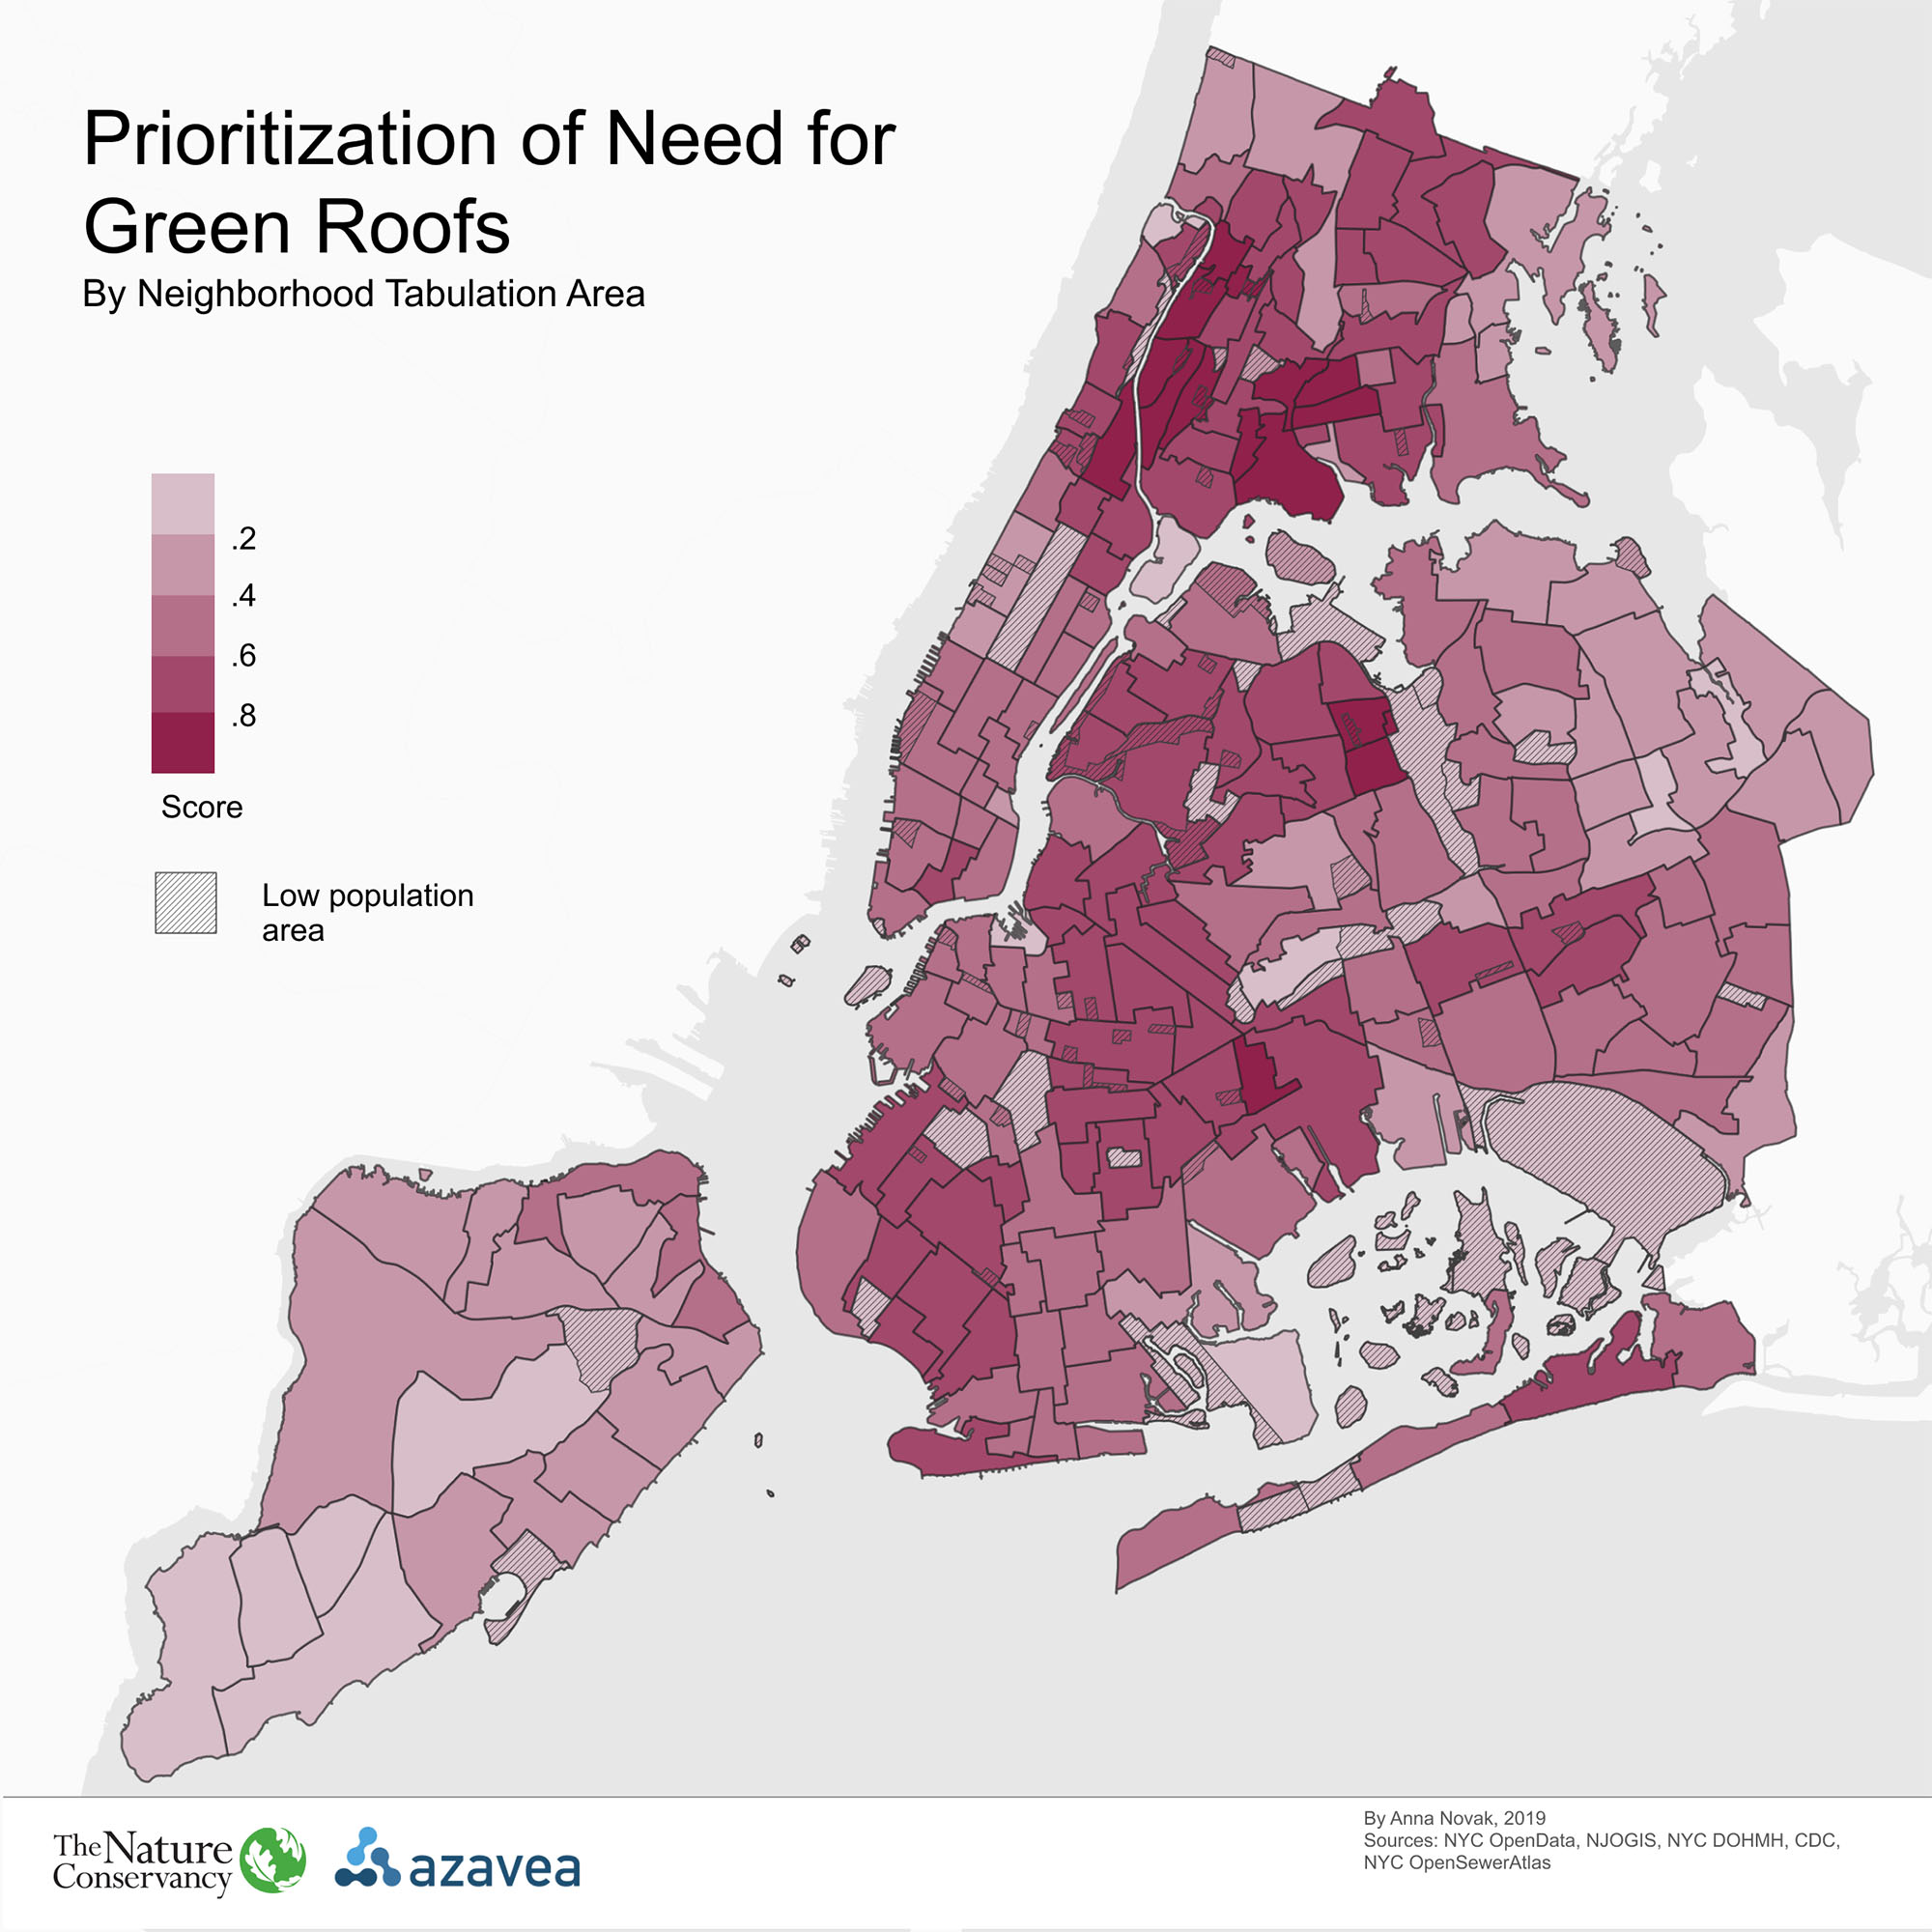 Prioritization of Need for
Green Roofs
By Neighborhood Tabulation Area
.2
.4
.6
.8
Score
Low population
area
The Nature
Conservancy
azavea
By Anna Novak, 2019
Sources: NYC OpenData, NJOGIS, NYC DOHMH, CDC,
NYC OpenSewerAtlas